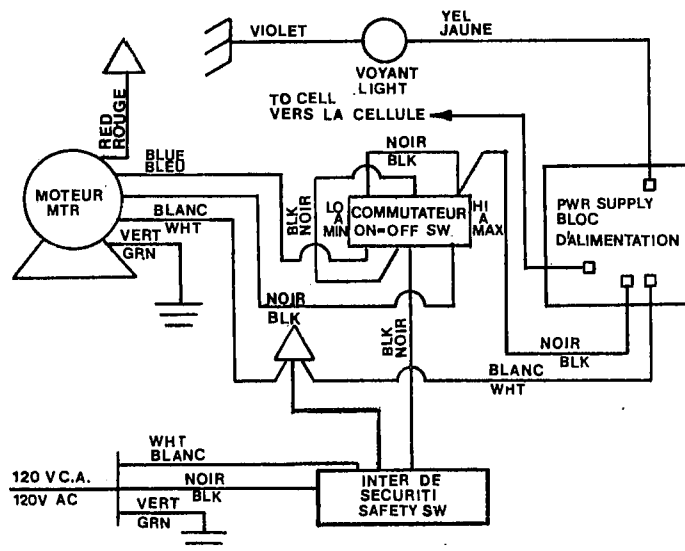 VIOLET
YEL
JAUNE
VOYANT
LIGHT
TO CELL
VERS LA CELLULE
RED
ROUGE
NOIR
BLK
BLUE
BLEU
MOTEUR
MTR
BLANC
WHT
VERT
GRN
BLK
NOIR
LO
A
MIN
COMMUTATEUR
ON=OFF SW.
HI
A
MAX
PWR SUPPLY
BLOC
D'ALIMENTATION
NOIR
BLK
BLK
NOIR
NOIR
BLK
BLANC
WHT
WHT
BLANC
120 V C.A.
120V AC
NOIR
BLK
VERT
GRN
INTER DE
SECURITI
SAFETY SW